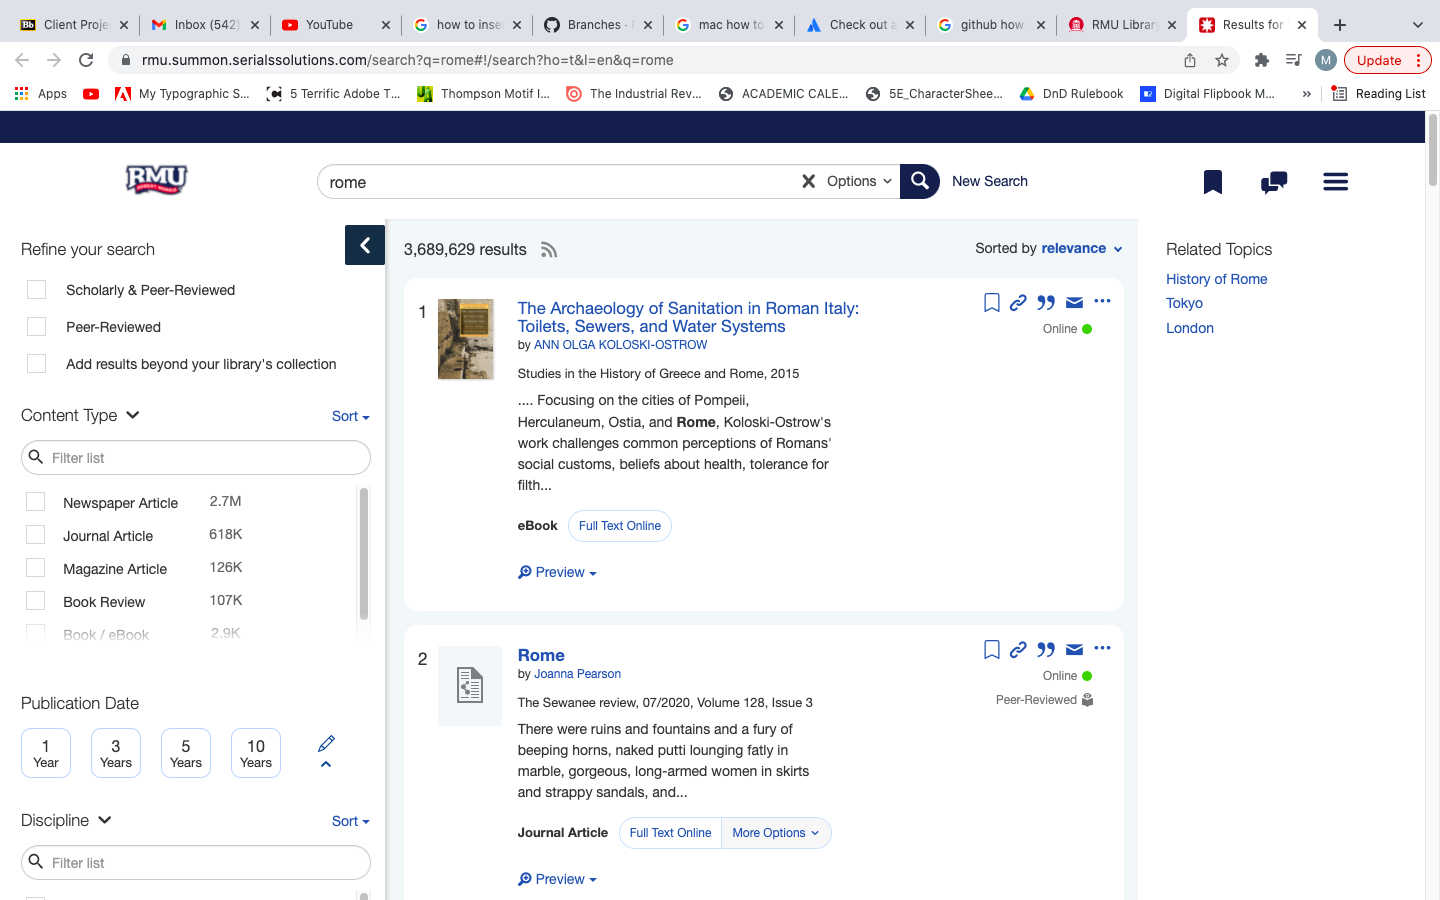 Client Proje
Inbox (542)
YouTube
how to inse
Branches ·
mac how to
Check out a
github how
RMU Library
Results for
rmu.summon.serialssolutions.com/search?q=rome#!/search?ho=t&l=en&q=rome
M
Update
Apps
My Typographic S...
5 Terrific Adobe T...
Thompson Motif I...
The Industrial Rev...
ACADEMIC CALE...
5E_CharacterShee...
DnD Rulebook
Digital Flipbook M...
»
Reading List
RMU
rome
Options
New Search
Refine your search
Scholarly & Peer-Reviewed
Peer-Reviewed
Add results beyond your library's collection
Content Type
Sort
Filter list
Newspaper Article 2.7M
Journal Article 618K
Magazine Article 126K
Book Review 107K
Book / eBook 2.9K
Publication Date
1 Year
3 Years
5 Years
10 Years
Discipline
Sort
Filter list
3,689,629 results
Sorted by relevance
1
The Archaeology of Sanitation in Roman Italy:
Toilets, Sewers, and Water Systems
by ANN OLGA KOLOSKI-OSTROW
Online
Studies in the History of Greece and Rome, 2015
.... Focusing on the cities of Pompeii,
Herculaneum, Ostia, and Rome, Koloski-Ostrow's
work challenges common perceptions of Romans'
social customs, beliefs about health, tolerance for
filth...
eBook Full Text Online
Preview
2
Rome
by Joanna Pearson
Online
Peer-Reviewed
The Sewanee review, 07/2020, Volume 128, Issue 3
There were ruins and fountains and a fury of
beeping horns, naked putti lounging fatly in
marble, gorgeous, long-armed women in skirts
and strappy sandals, and...
Journal Article Full Text Online More Options
Preview
Related Topics
History of Rome
Tokyo
London